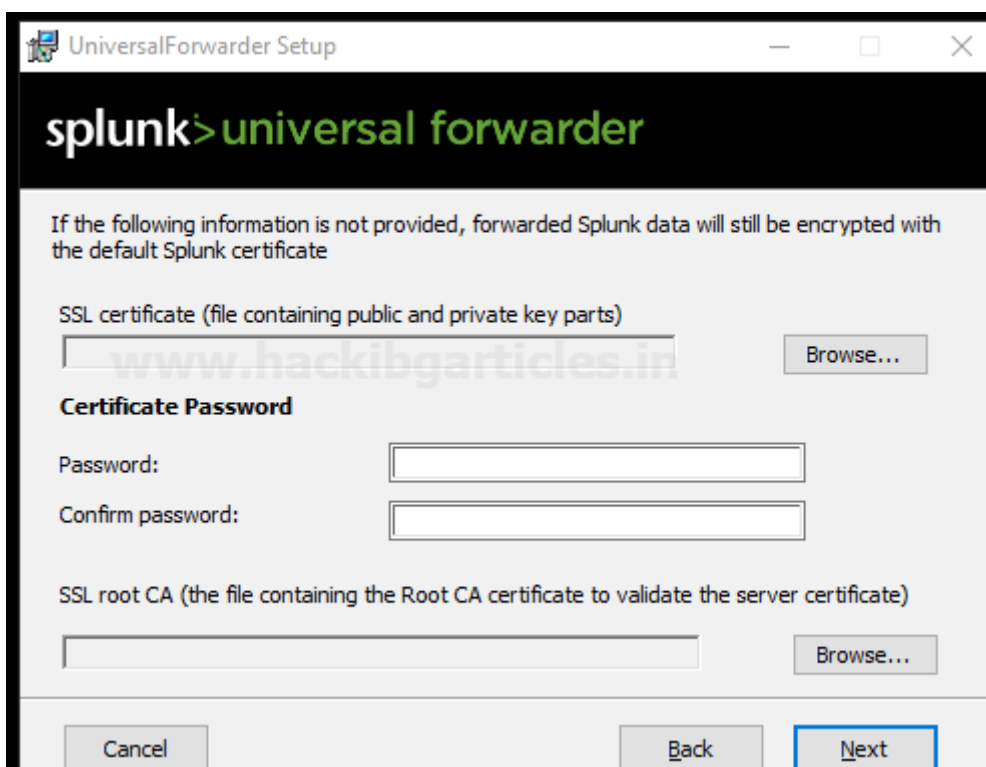 UniversalForwarder Setup
splunk>universal forwarder
If the following information is not provided, forwarded Splunk data will still be encrypted with
the default Splunk certificate
SSL certificate (file containing public and private key parts)
www.hackibgarticles.in
Browse...
Certificate Password
Password:
Confirm password:
SSL root CA (the file containing the Root CA certificate to validate the server certificate)
Browse...
Cancel Back Next